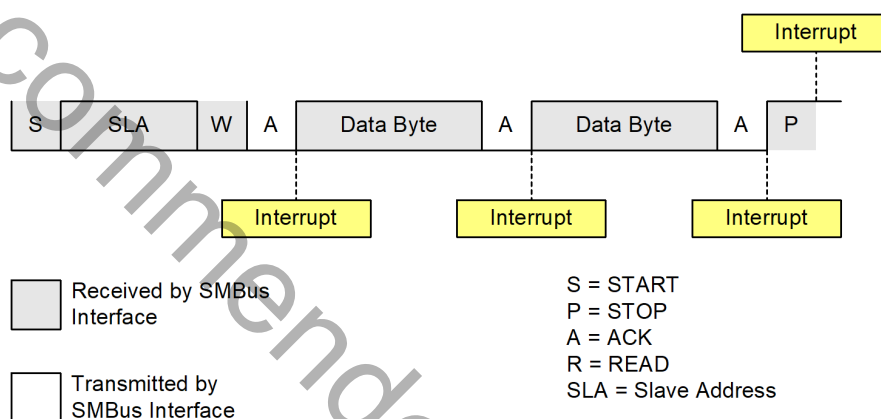 Interrupt
S SLA W A Data Byte A Data Byte A P
Interrupt Interrupt Interrupt
Received by SMBus
Interface
Transmitted by
SMBus Interface
S = START
P = STOP
A = ACK
R = READ
SLA = Slave Address
commende